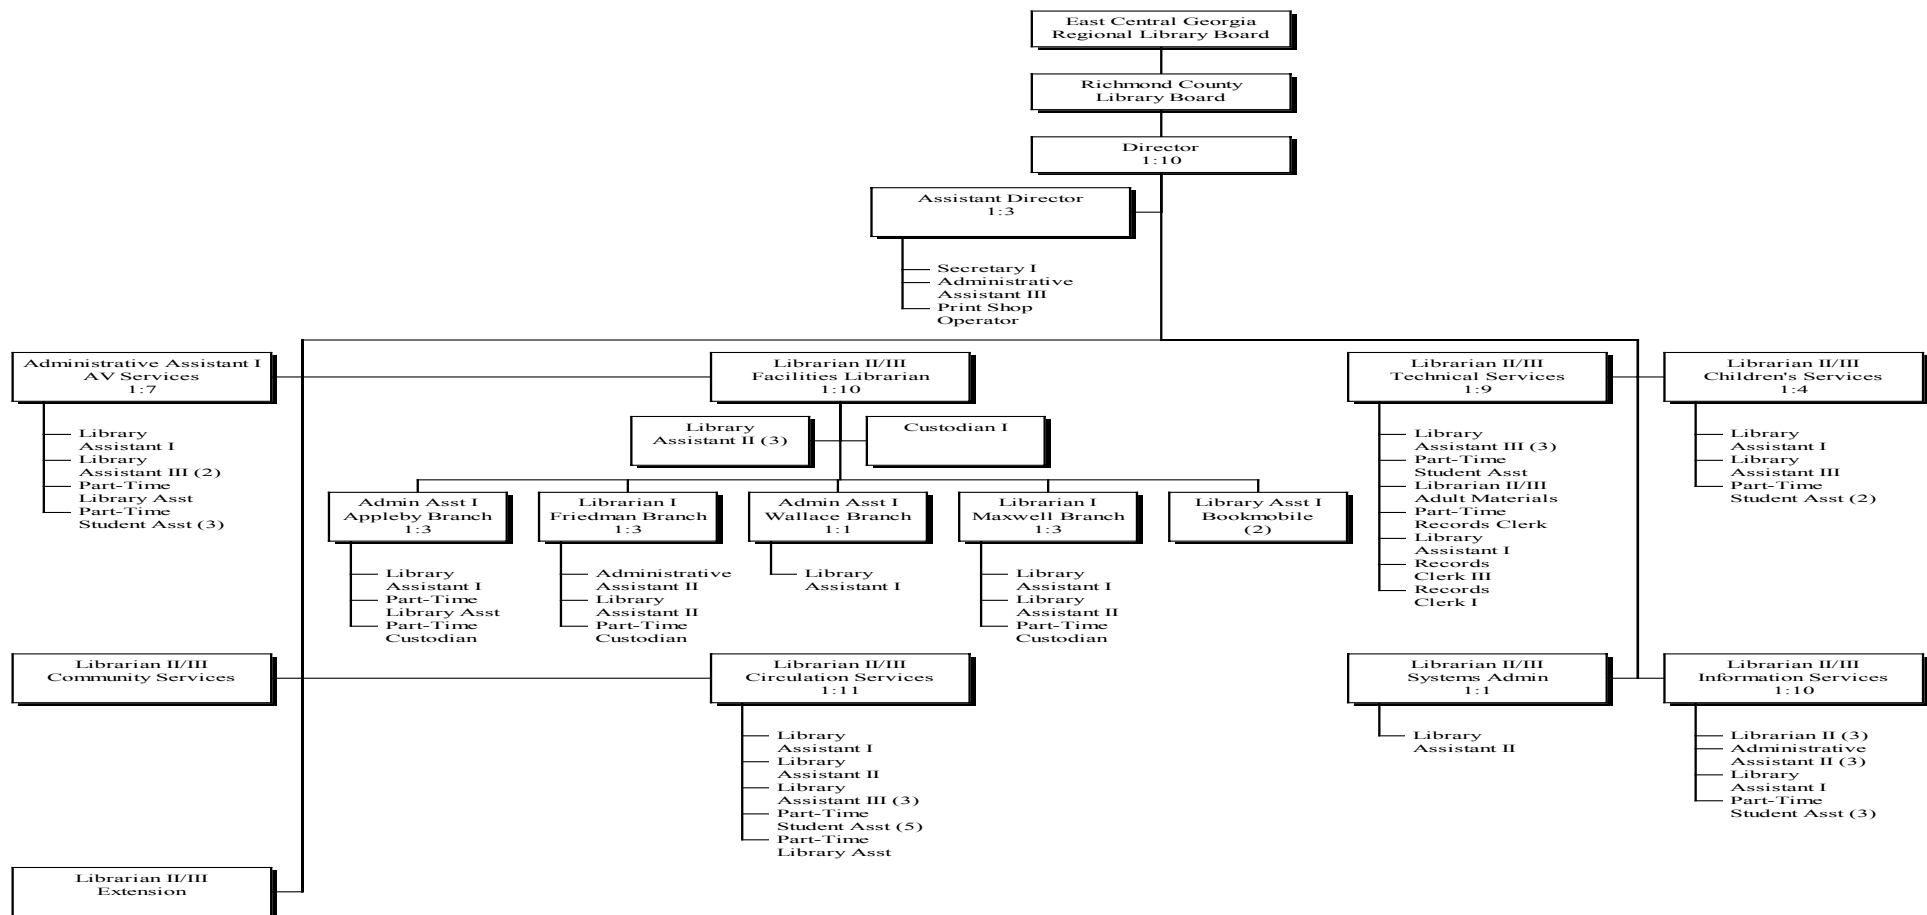 East Central Georgia
Regional Library Board
Richmond County
Library Board
Director
1:10
Assistant Director
1:3
Secretary I
Administrative
Assistant III
Print Shop
Operator
Administrative Assistant I
AV Services
1:7
Library
Assistant I
Library
Assistant III (2)
Part-Time
Library Asst
Part-Time
Student Asst (3)
Librarian II/III
Facilities Librarian
1:10
Library
Assistant II (3)
Custodian I
Admin Asst I
Appleby Branch
1:3
Library
Assistant I
Part-Time
Library Asst
Part-Time
Custodian
Librarian I
Friedman Branch
1:3
Administrative
Assistant II
Library
Assistant II
Part-Time
Custodian
Admin Asst I
Wallace Branch
1:1
Library
Assistant I
Librarian I
Maxwell Branch
1:3
Library
Assistant I
Library
Assistant II
Part-Time
Custodian
Library Asst I
Bookmobile
(2)
Librarian II/III
Technical Services
1:9
Library
Assistant III (3)
Part-Time
Student Asst
Librarian II/III
Adult Materials
Part-Time
Records Clerk
Library
Assistant I
Records
Clerk III
Records
Clerk I
Librarian II/III
Children's Services
1:4
Library
Assistant I
Library
Assistant III
Part-Time
Student Asst (2)
Librarian II/III
Community Services
Librarian II/III
Circulation Services
1:11
Library
Assistant I
Library
Assistant II
Library
Assistant III (3)
Part-Time
Student Asst (5)
Part-Time
Library Asst
Librarian II/III
Systems Admin
1:1
Library
Assistant II
Librarian II/III
Information Services
1:10
Librarian II (3)
Administrative
Assistant II (3)
Library
Assistant I
Part-Time
Student Asst (3)
Librarian II/III
Extension